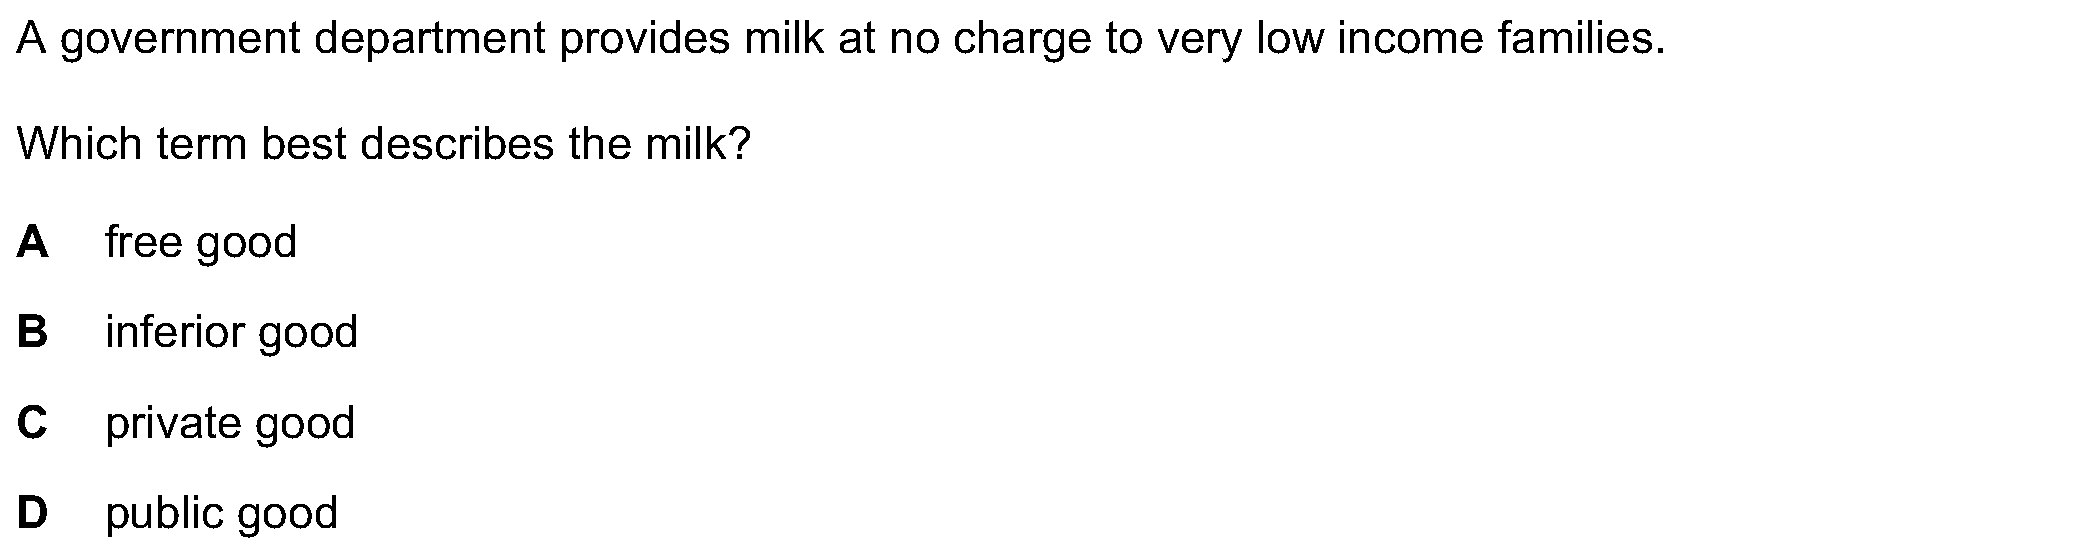 A government department provides milk at no charge to very low income families.
Which term best describes the milk?
A free good
B inferior good
C private good
D public good